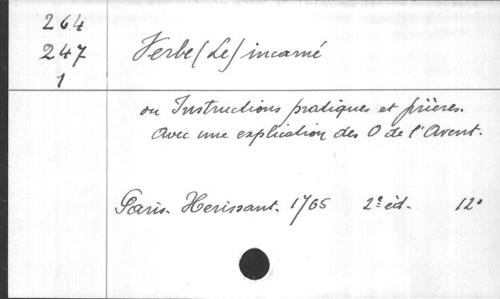 264
247
1
Verbe (Le) incarné
ou Instructions pratiques et prières.
Avec une explication des O de l'Avent.
Paris. Herissant. 1765 2e éd. 12°